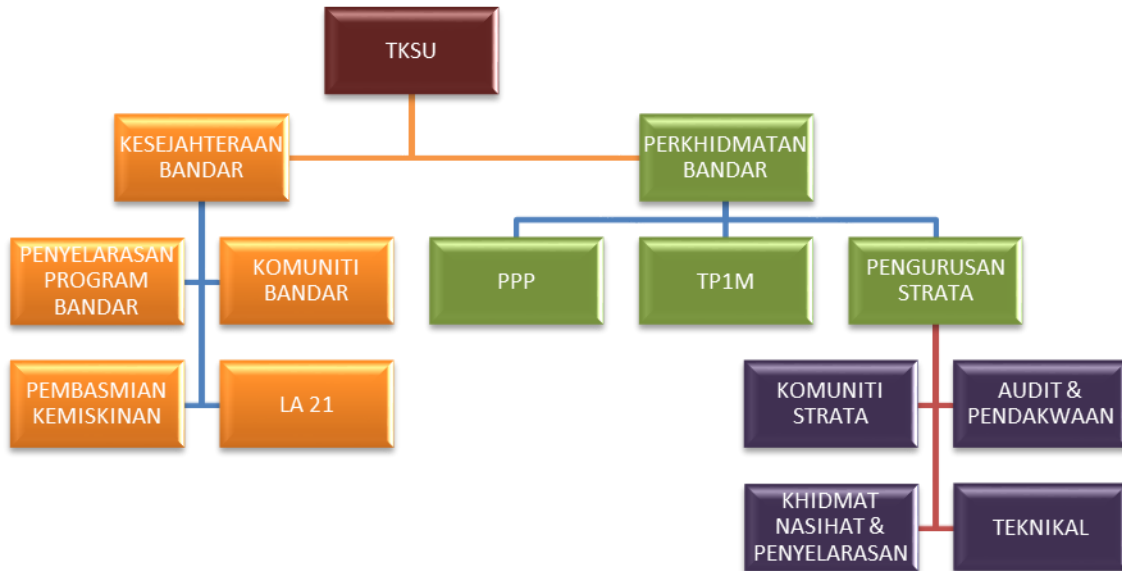 TKSU
KESEJAHTERAAN
BANDAR
PERKHIDMATAN
BANDAR
PENYELARASAN
PROGRAM
BANDAR
KOMUNITI
BANDAR
PPP
TP1M
PENGURUSAN
STRATA
PEMBASMIAN
KEMISKINAN
LA 21
KOMUNITI
STRATA
AUDIT &
PENDAKWAAN
KHIDMAT
NASIHAT &
PENYELARASAN
TEKNIKAL